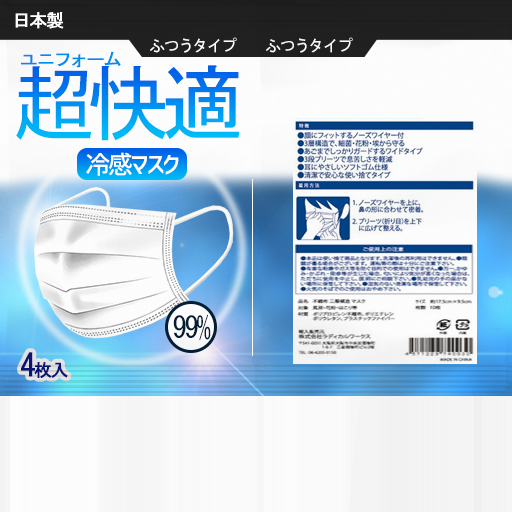 日本製
ふつうタイプ
ふつうタイプ
ユニフォーム
超快適
冷感マスク
99%
4枚入
特徴
●顔にフィットするノーズワイヤー付
●3層構造で、細菌・花粉・埃から守る
●あごまでしっかりガードするワイドタイプ
●3段プリーツで息苦しさを軽減
●耳にやさしいソフトゴム仕様
●清潔で安心な使い捨てタイプ
着用方法
1. ノーズワイヤーを上に、
鼻の形に合わせて密着。
2. プリーツ(折り目)を上下
に広げて整える。
ご使用上の注意
品名 不織布 三層構造 マスク
サイズ 約17.5cm×9.5cm
対象 風邪・花粉・ほこり等
枚数 10枚
材質 ポリプロピレン不織布、ポリエチレン
ポリウレタン、プラスチックファイバー
輸入販売元
株式会社ラディカルワークス
MADE IN CHINA